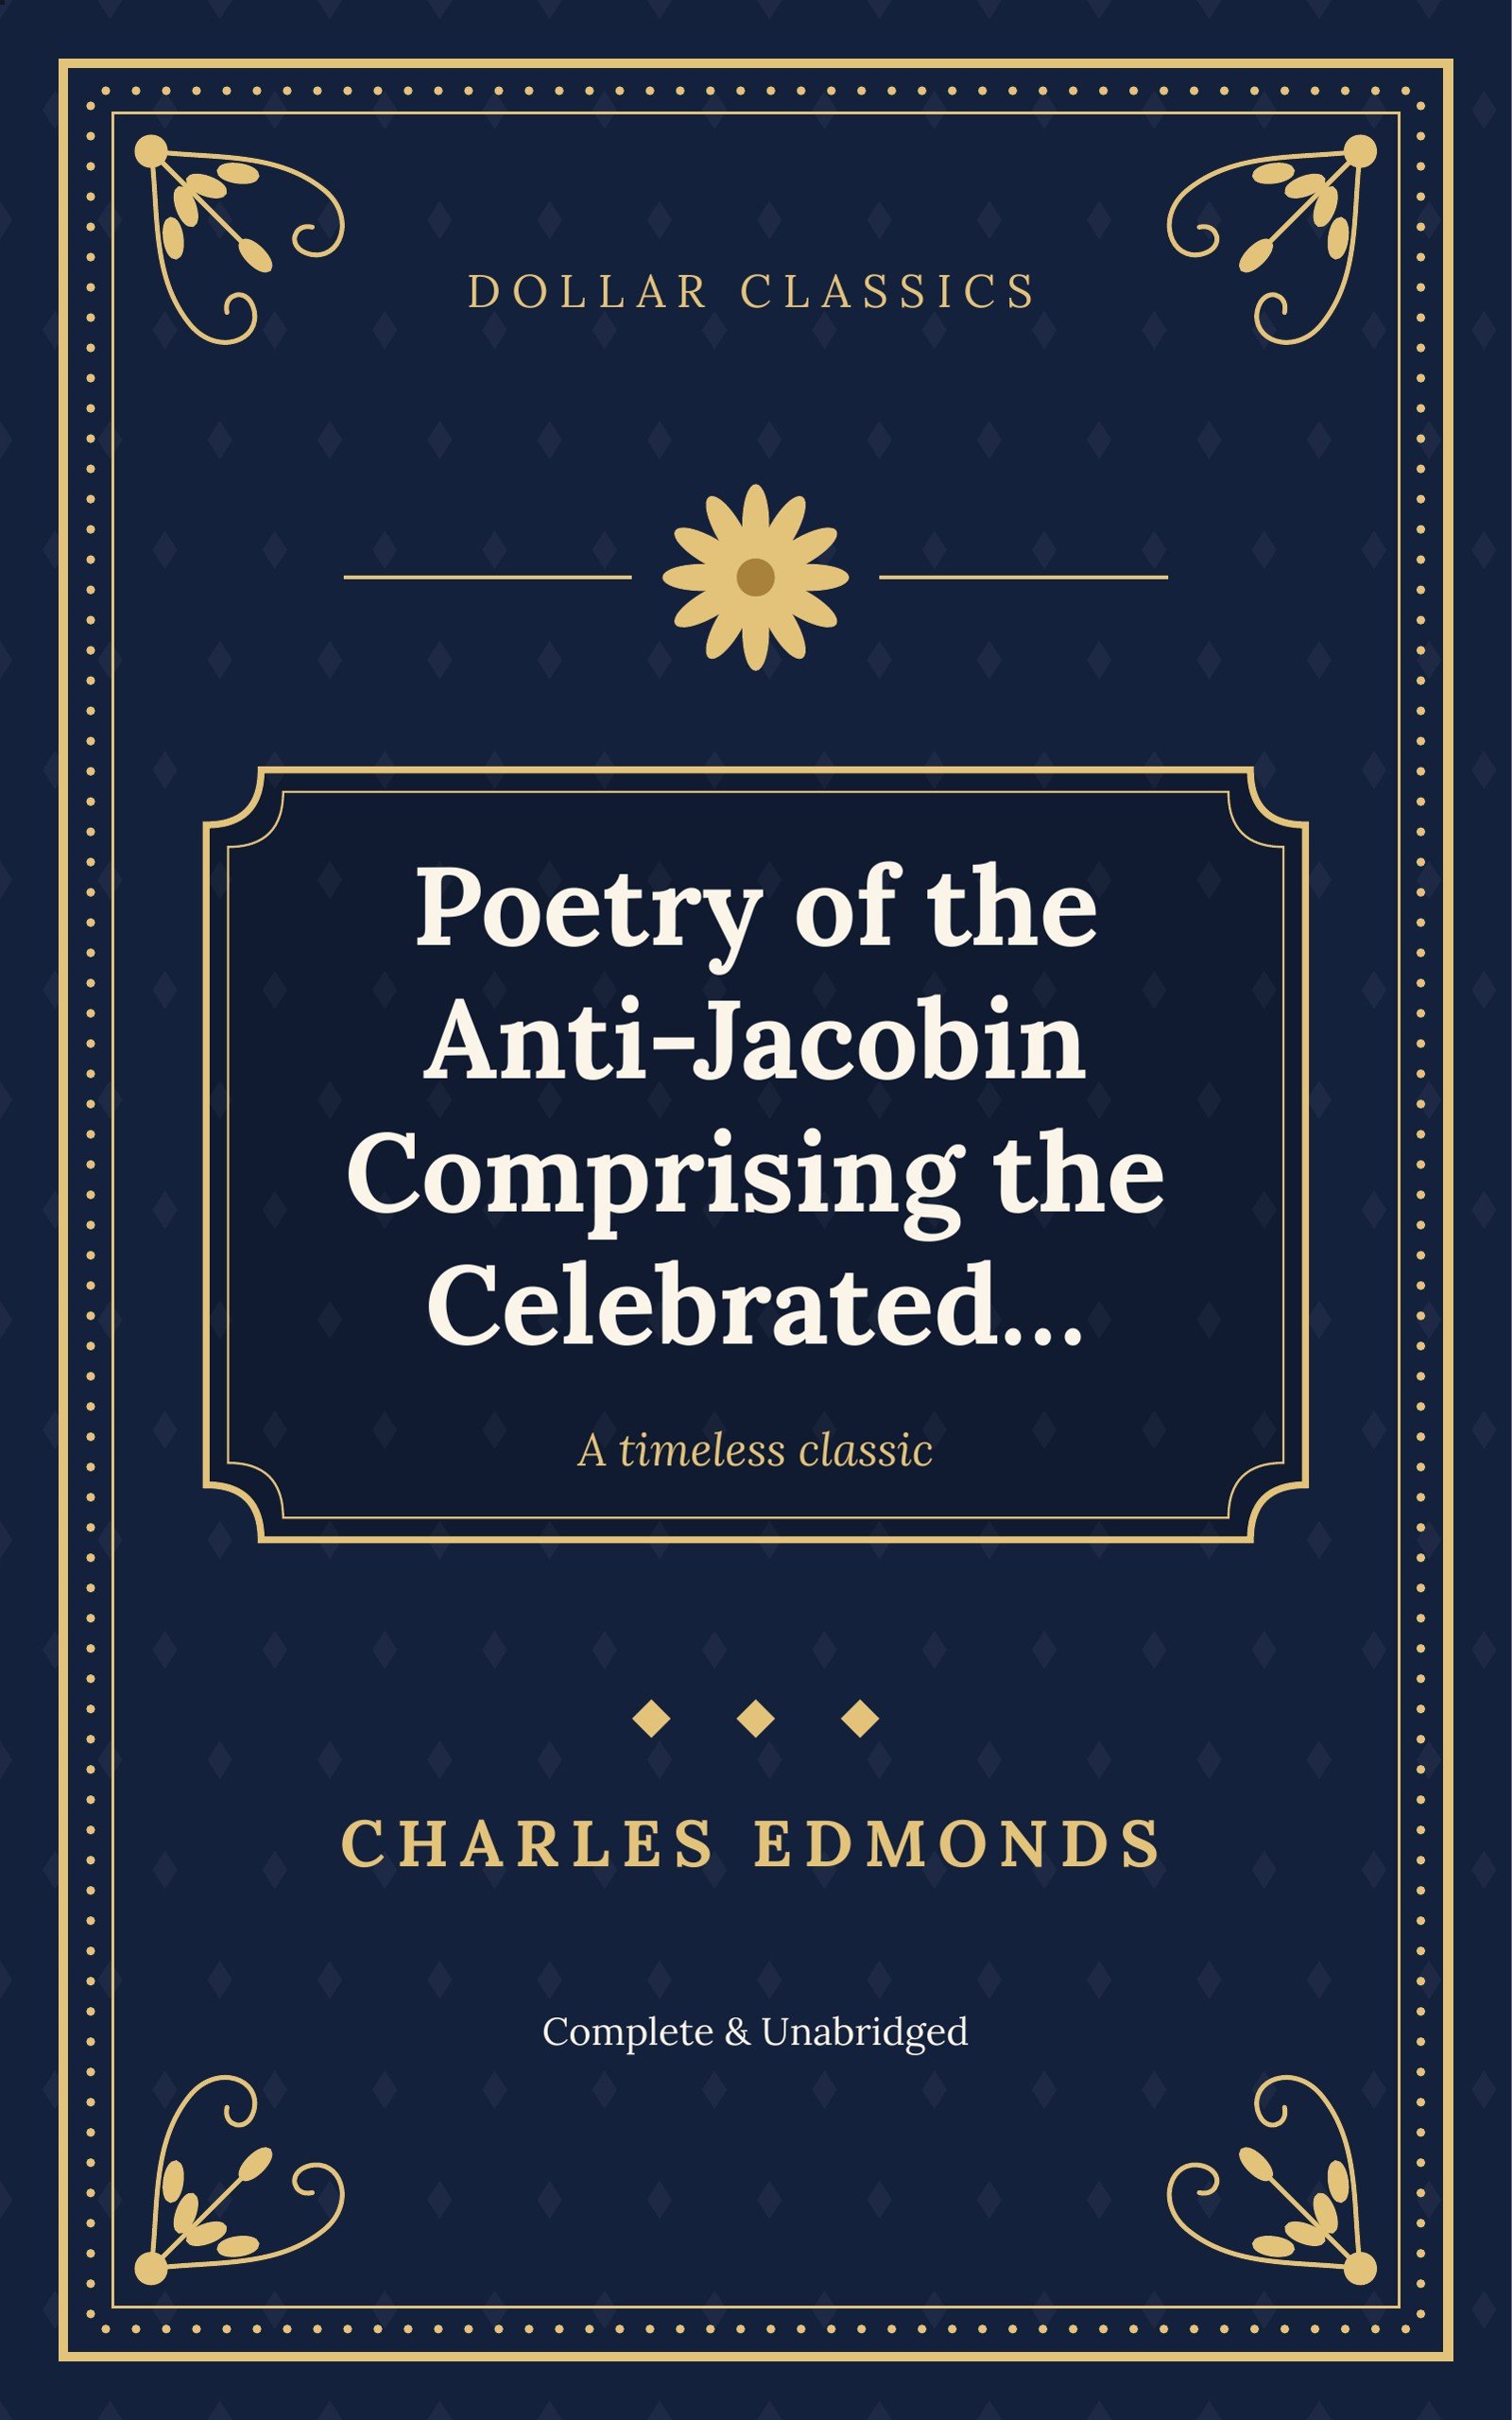 DOLLAR CLASSICS
Poetry of the
Anti-Jacobin
Comprising the
Celebrated...
A timeless classic
CHARLES EDMONDS
Complete & Unabridged